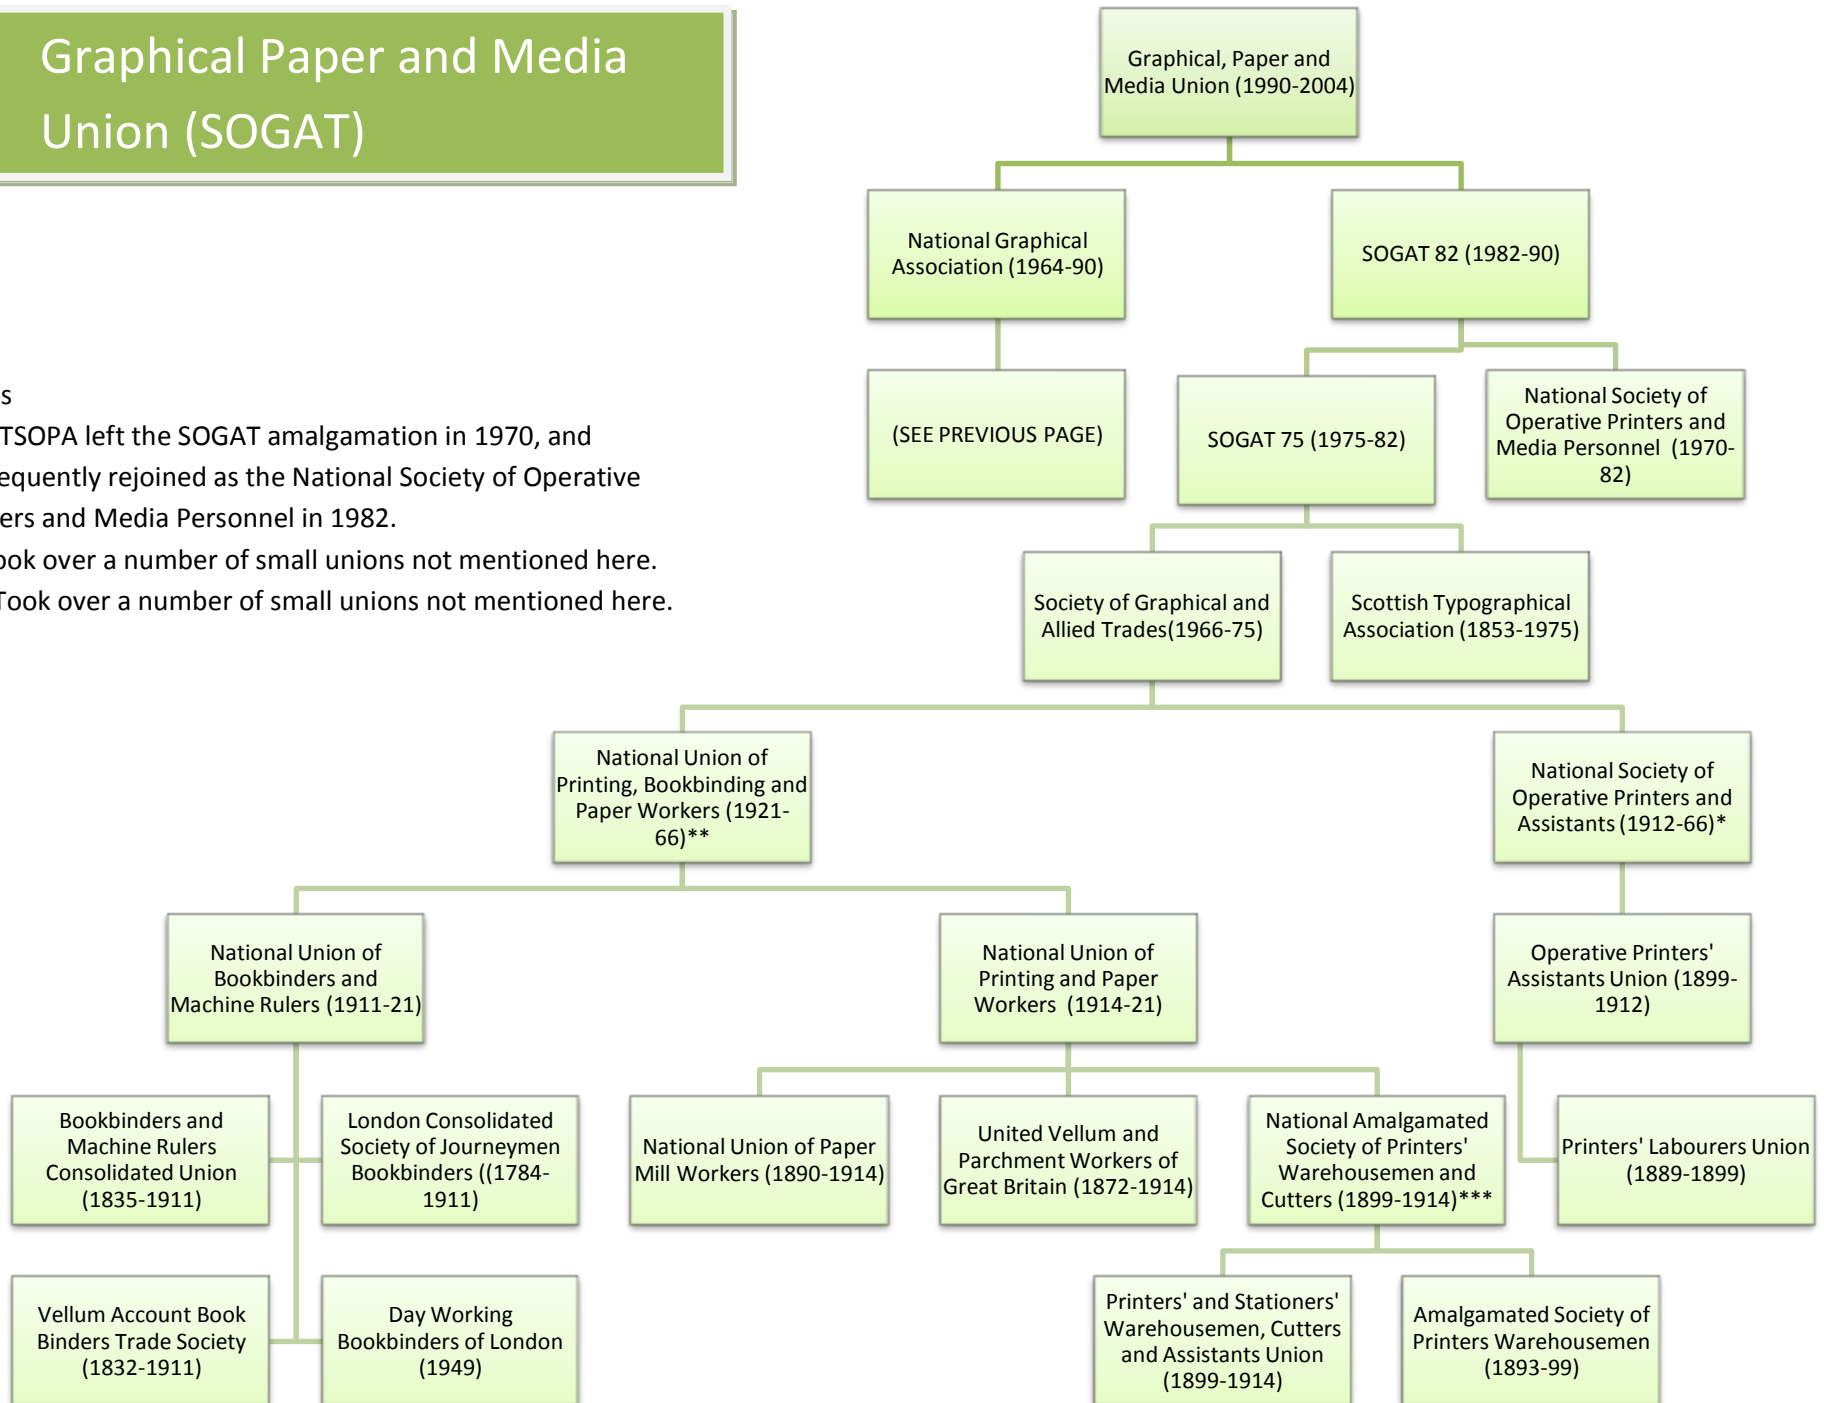 Graphical Paper and Media
Union (SOGAT)
Graphical, Paper and
Media Union (1990-2004)
National Graphical
Association (1964-90)
SOGAT 82 (1982-90)
(SEE PREVIOUS PAGE)
SOGAT 75 (1975-82)
National Society of
Operative Printers and
Media Personnel (1970-
82)
s
TSOPA left the SOGAT amalgamation in 1970, and
equently rejoined as the National Society of Operative
ers and Media Personnel in 1982.
ook over a number of small unions not mentioned here.
Took over a number of small unions not mentioned here.
Society of Graphical and
Allied Trades(1966-75)
Scottish Typographical
Association (1853-1975)
National Union of
Printing, Bookbinding and
Paper Workers (1921-
66)**
National Society of
Operative Printers and
Assistants (1912-66)*
National Union of
Bookbinders and
Machine Rulers (1911-21)
National Union of
Printing and Paper
Workers (1914-21)
Operative Printers'
Assistants Union (1899-
1912)
Bookbinders and
Machine Rulers
Consolidated Union
(1835-1911)
London Consolidated
Society of Journeymen
Bookbinders ((1784-
1911)
National Union of Paper
Mill Workers (1890-1914)
United Vellum and
Parchment Workers of
Great Britain (1872-1914)
National Amalgamated
Society of Printers'
Warehousemen and
Cutters (1899-1914)***
Printers' Labourers Union
(1889-1899)
Vellum Account Book
Binders Trade Society
(1832-1911)
Day Working
Bookbinders of London
(1949)
Printers' and Stationers'
Warehousemen, Cutters
and Assistants Union
(1899-1914)
Amalgamated Society of
Printers Warehousemen
(1893-99)